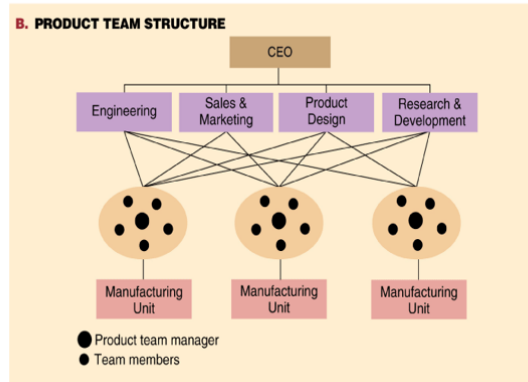 B. PRODUCT TEAM STRUCTURE
CEO
Engineering
Sales &
Marketing
Product
Design
Research &
Development
Manufacturing
Unit
Manufacturing
Unit
Manufacturing
Unit
Product team manager
Team members